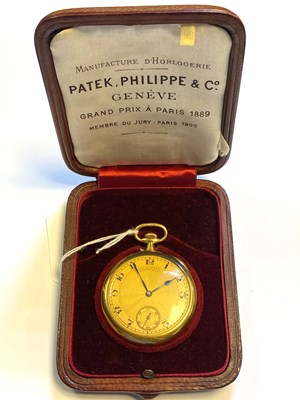 MANUFACTURE D'HORLOGERIE
PATEK, PHILIPPE & Cº
GENÈVE
GRAND PRIX À PARIS 1889
MEMBRE DU JURY-PARIS 1900